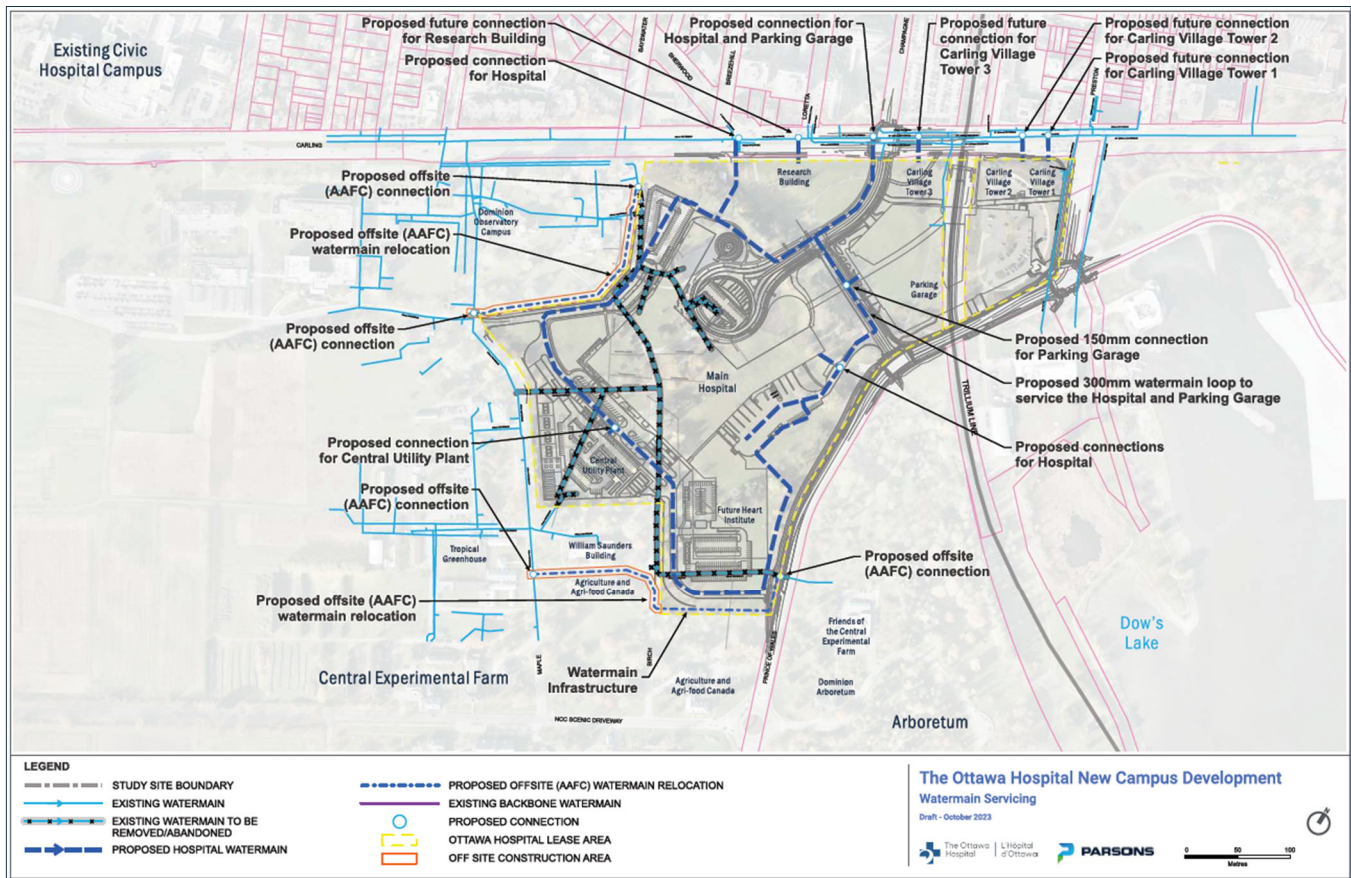 Existing Civic
Hospital Campus
Proposed future connection
for Research Building
Proposed connection
for Hospital
Proposed connection for
Hospital and Parking Garage
Proposed future
connection for
Carling Village
Tower 3
Proposed future connection
for Carling Village Tower 2
Proposed future connection
for Carling Village Tower 1
BAYSWATER
SHERWOOD
BREEZEHILL
LORETTA
CHAMPAGNE
PRESTON
CARLING
Research
Building
Carling
Village
Tower 3
Carling
Village
Tower 2
Carling
Village
Tower 1
Proposed offsite
(AAFC) connection
Dominion
Observatory
Campus
Proposed offsite (AAFC)
watermain relocation
Proposed offsite
(AAFC) connection
Parking
Garage
Main
Hospital
TRILLIUM LINE
Proposed 150mm connection
for Parking Garage
Proposed 300mm watermain loop to
service the Hospital and Parking Garage
Proposed connections
for Hospital
Proposed connection
for Central Utility Plant
Central
Utility Plant
Proposed offsite
(AAFC) connection
Future Heart
Institute
Tropical
Greenhouse
William Saunders
Building
Agriculture and
Agri-food Canada
Proposed offsite
(AAFC) connection
Proposed offsite (AAFC)
watermain relocation
Friends of
the Central
Experimental
Farm
Dow's
Lake
MAPLE
BIRCH
PRINCE OF WALES
Central Experimental Farm
Watermain
Infrastructure
Agriculture and
Agri-food Canada
Dominion
Arboretum
Arboretum
NCC SCENIC DRIVEWAY
LEGEND
STUDY SITE BOUNDARY
EXISTING WATERMAIN
EXISTING WATERMAIN TO BE
REMOVED/ABANDONED
PROPOSED HOSPITAL WATERMAIN
PROPOSED OFFSITE (AAFC) WATERMAIN RELOCATION
EXISTING BACKBONE WATERMAIN
PROPOSED CONNECTION
OTTAWA HOSPITAL LEASE AREA
OFF SITE CONSTRUCTION AREA
The Ottawa Hospital New Campus Development
Watermain Servicing
Draft - October 2023
The Ottawa
Hospital
L'Hôpital
d'Ottawa
PARSONS
0 50 100
Metres